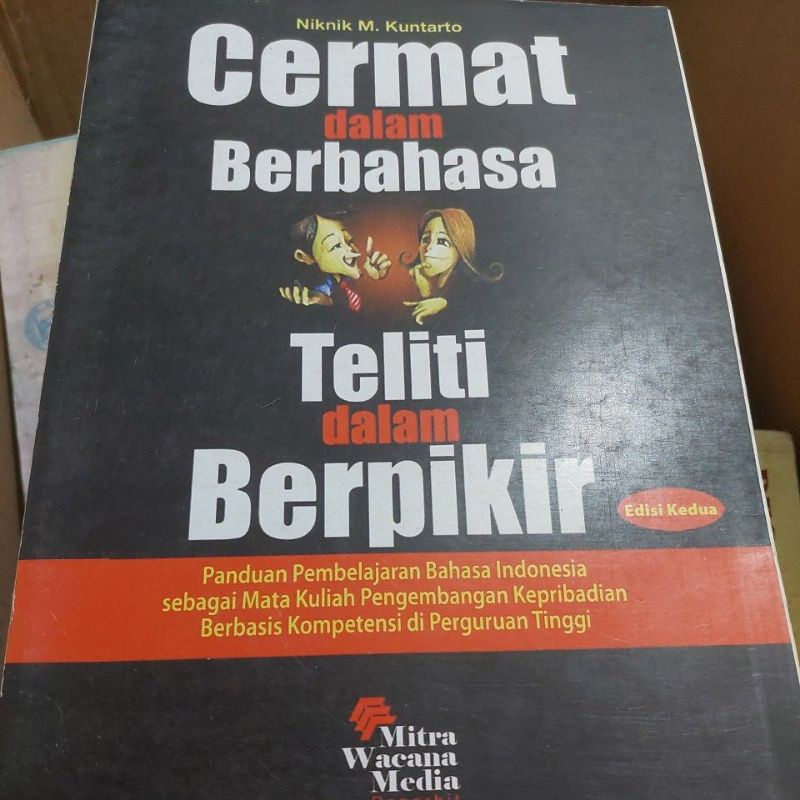 Niknik M. Kuntarto
Cermat
dalam
Berbahasa
Teliti
dalam
Berpikir
Edisi Kedua
Panduan Pembelajaran Bahasa Indonesia
sebagai Mata Kuliah Pengembangan Kepribadian
Berbasis Kompetensi di Perguruan Tinggi
Mitra
Wacana
Media